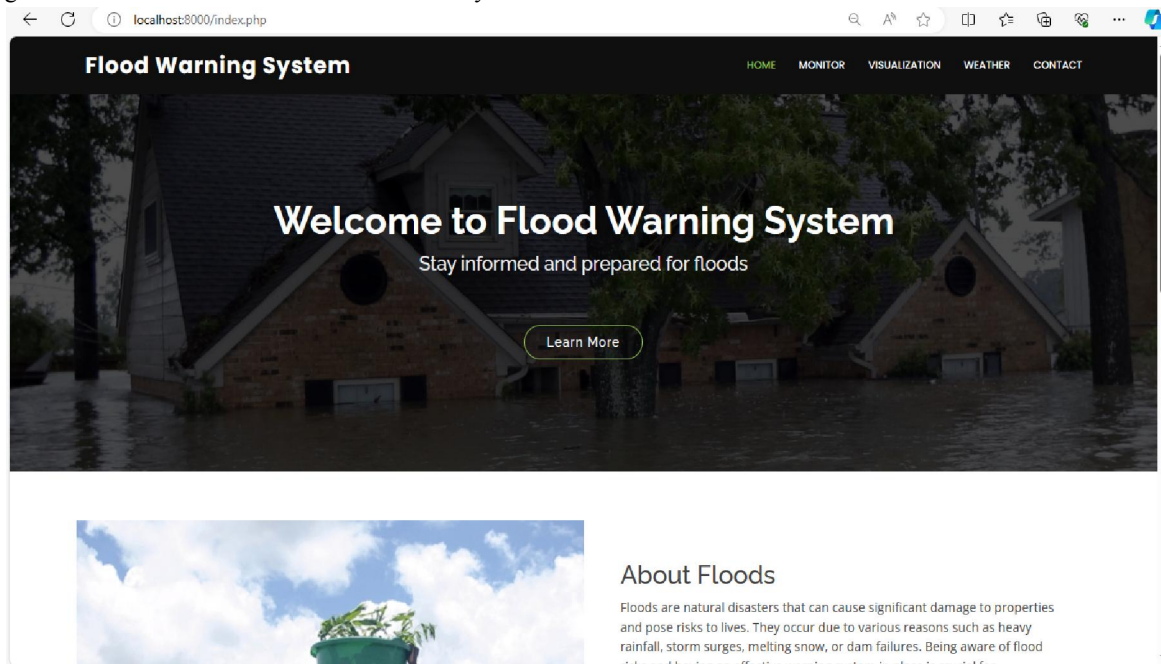 localhost:8000/index.php
Flood Warning System
HOME MONITOR VISUALIZATION WEATHER CONTACT
Welcome to Flood Warning System
Stay informed and prepared for floods
Learn More
About Floods
Floods are natural disasters that can cause significant damage to properties
and pose risks to lives. They occur due to various reasons such as heavy
rainfall, storm surges, melting snow, or dam failures. Being aware of flood